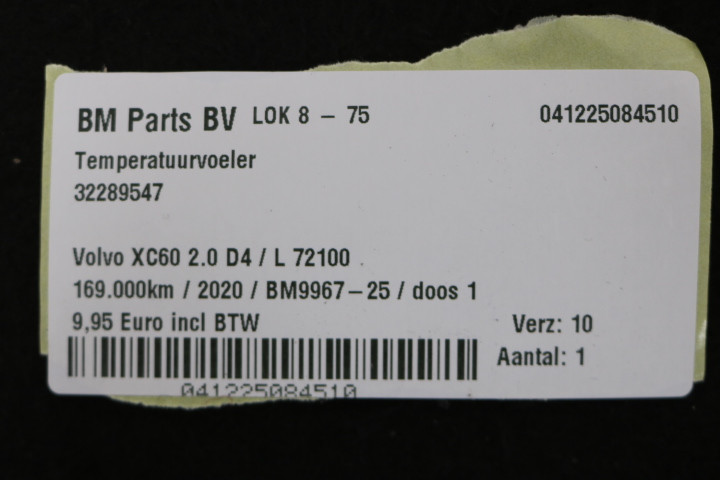 BM Parts BV LOK 8 - 75 041225084510
Temperatuurvoeler
32289547
Volvo XC60 2.0 D4 / L 72100
169.000km / 2020 / BM9967-25 / doos 1
9,95 Euro incl BTW Verz: 10
Aantal: 1
041225084510